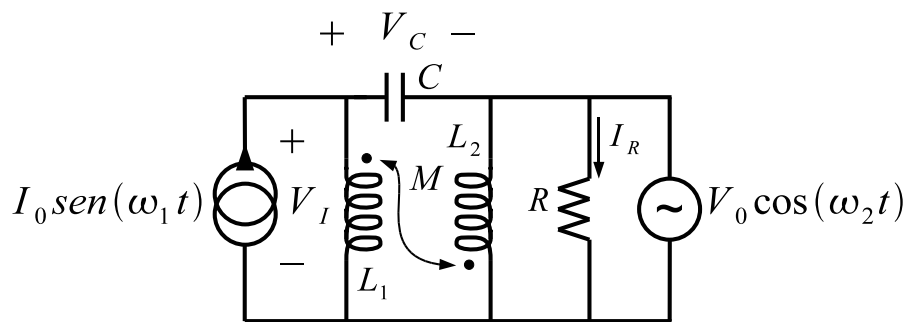 + V_C −
C
+
L_2
I_R
M
I_0 sen(ω_1 t)
V_I
R
~
V_0 cos(ω_2 t)
−
L_1